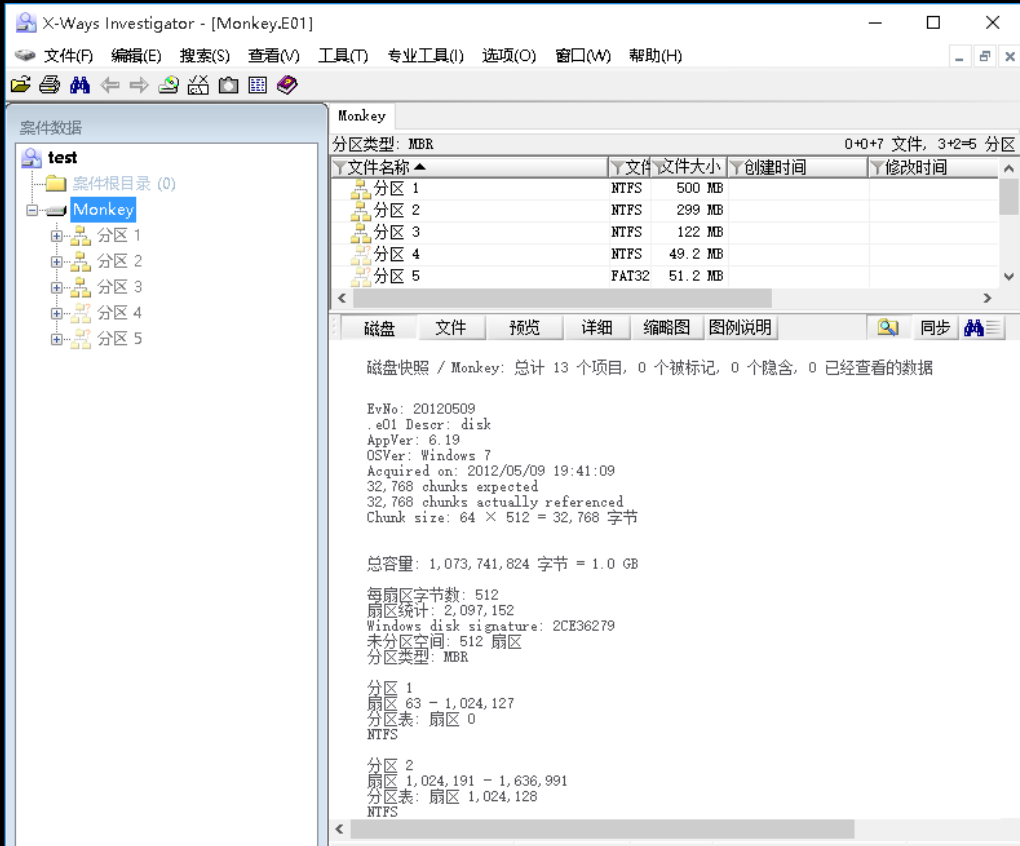 X-Ways Investigator - [Monkey.E01]
文件(F) 编辑(E) 搜索(S) 查看(V) 工具(T) 专业工具(I) 选项(O) 窗口(W) 帮助(H)
案件数据
test
案件根目录 (0)
Monkey
分区 1
分区 2
分区 3
分区 4
分区 5
Monkey
分区类型: MBR 0+0+7 文件, 3+2=5 分区
文件名称 文件 文件大小 创建时间 修改时间
分区 1 NTFS 500 MB
分区 2 NTFS 299 MB
分区 3 NTFS 122 MB
分区 4 NTFS 49.2 MB
分区 5 FAT32 51.2 MB
磁盘 文件 预览 详细 缩略图 图例说明 同步
磁盘快照 / Monkey: 总计 13 个项目, 0 个被标记, 0 个隐含, 0 已经查看的数据
EvNo: 20120509
.e01 Descr: disk
AppVer: 6.19
OSVer: Windows 7
Acquired on: 2012/05/09 19:41:09
32,768 chunks expected
32,768 chunks actually referenced
Chunk size: 64 × 512 = 32,768 字节
总容量: 1,073,741,824 字节 = 1.0 GB
每扇区字节数: 512
扇区统计: 2,097,152
Windows disk signature: 2CE36279
未分区空间: 512 扇区
分区类型: MBR
分区 1
扇区 63 - 1,024,127
分区表: 扇区 0
NTFS
分区 2
扇区 1,024,191 - 1,636,991
分区表: 扇区 1,024,128
NTFS